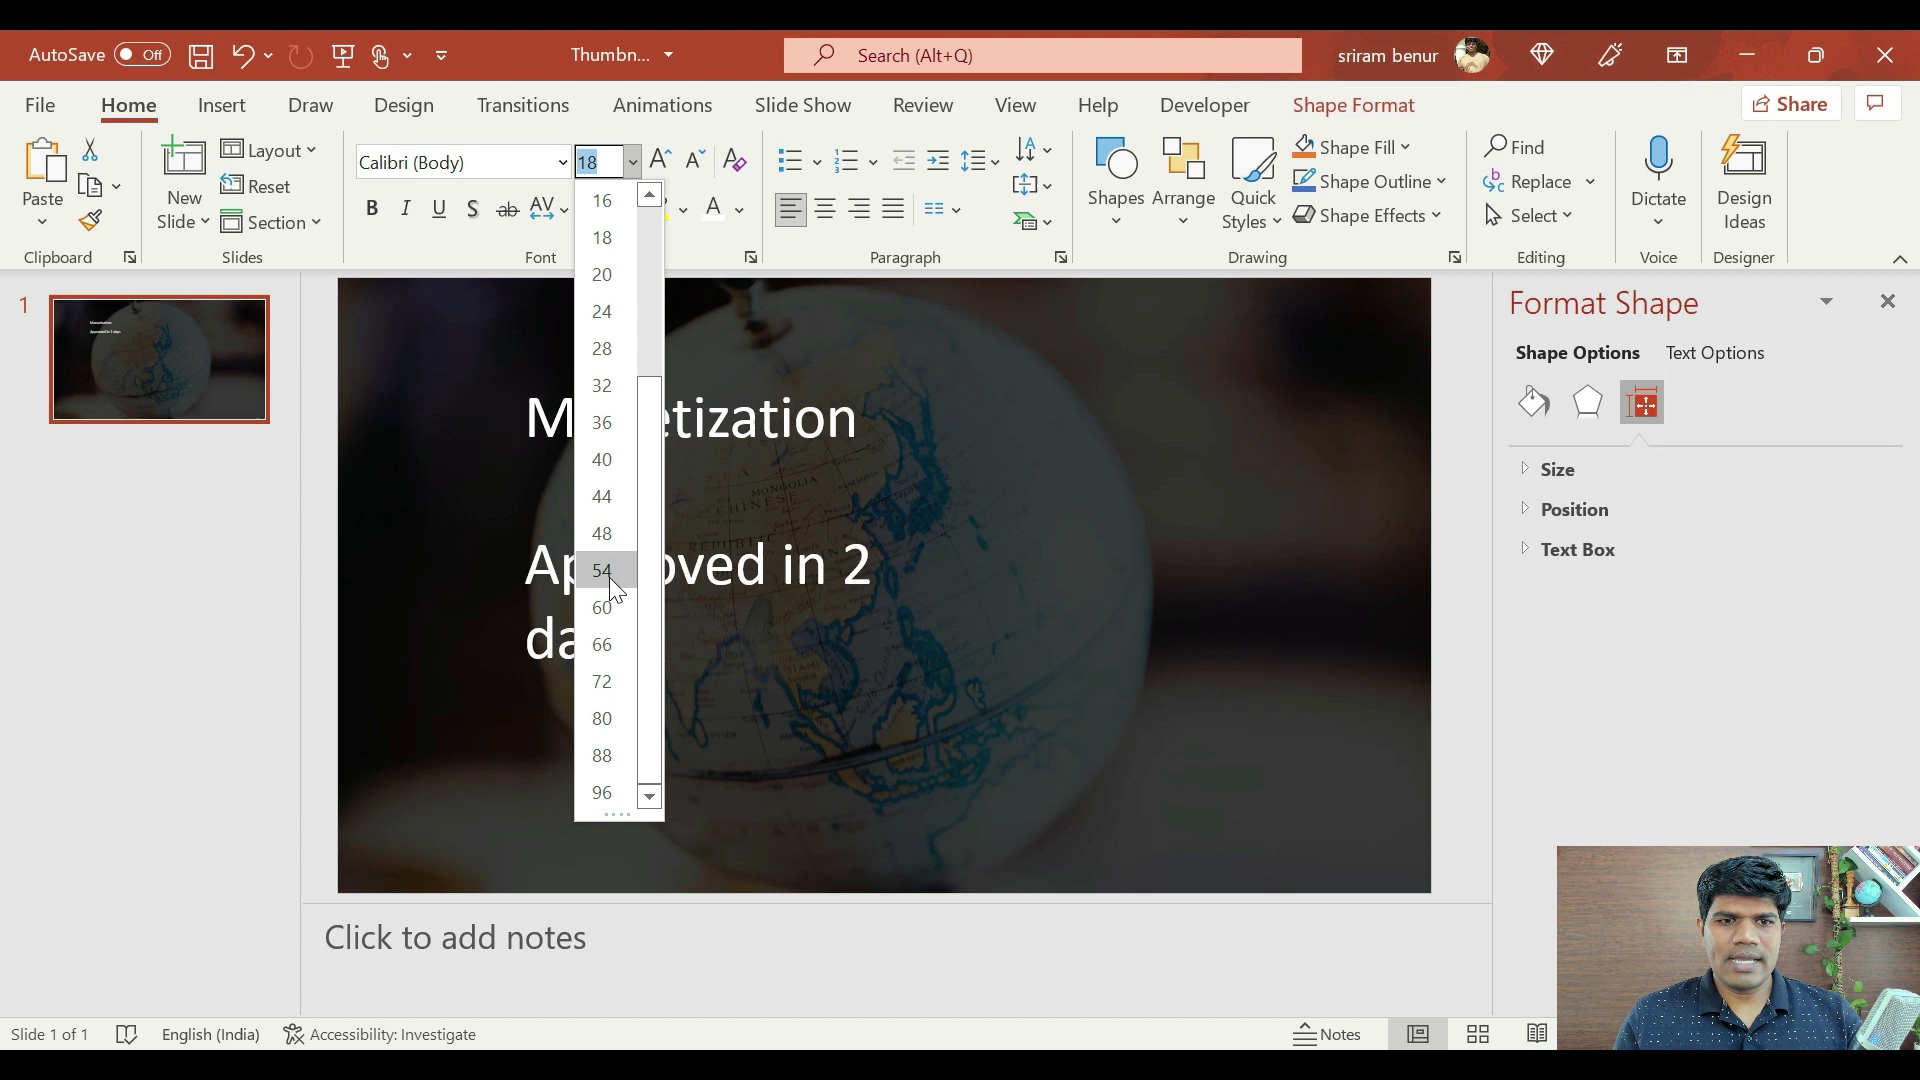 AutoSave Off Thumbn... Search (Alt+Q) sriram benur
File Home Insert Draw Design Transitions Animations Slide Show Review View Help Developer Shape Format Share
Paste
Clipboard
New
Slide
Layout
Reset
Section
Slides
Calibri (Body) 18
B I U S ab AV A
Font
Paragraph
Shapes Arrange Quick
Styles
Shape Fill
Shape Outline
Shape Effects
Drawing
Find
Replace
Select
Editing
Dictate
Voice
Design
Ideas
Designer
16
18
20
24
28
32
36
40
44
48
54
60
66
72
80
88
96
1
M etization
Ap oved in 2
da
MONGOLIA
CHINESE
Format Shape
Shape Options Text Options
Size
Position
Text Box
Click to add notes
Slide 1 of 1 English (India) Accessibility: Investigate Notes